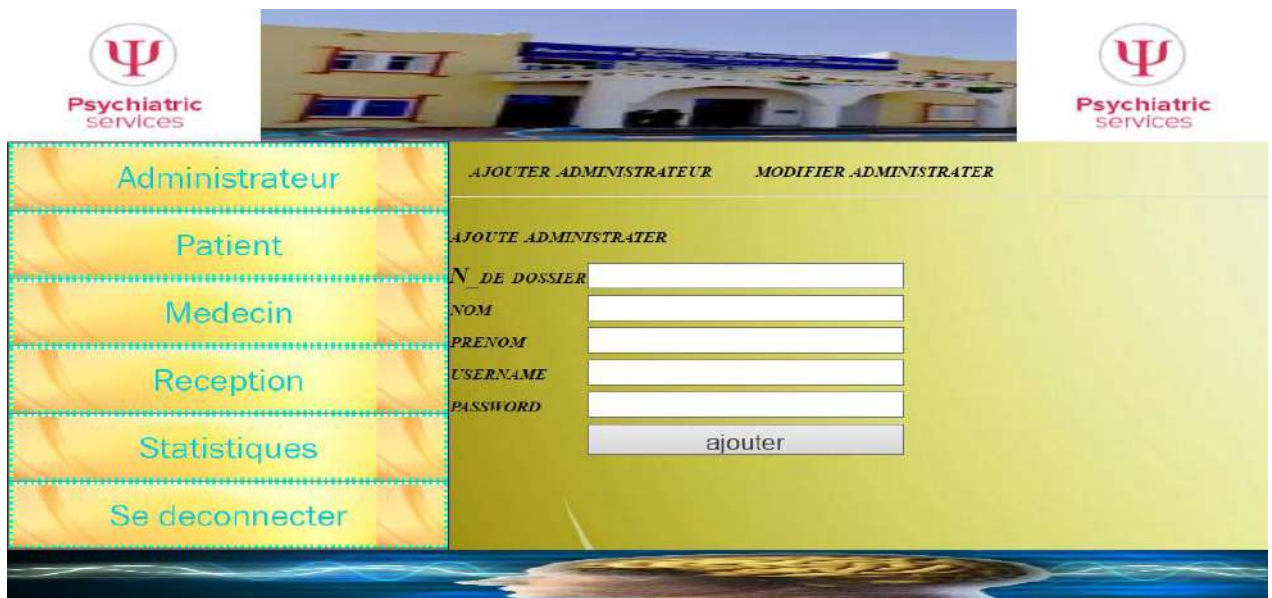 Psychiatric
services
Psychiatric
services
Administrateur
Patient
Medecin
Reception
Statistiques
Se deconnecter
AJOUTER ADMINISTRATEUR MODIFIER ADMINISTRATER
AJOUTE ADMINISTRATER
N_DE DOSSIER
NOM
PRENOM
USERNAME
PASSWORD
ajouter